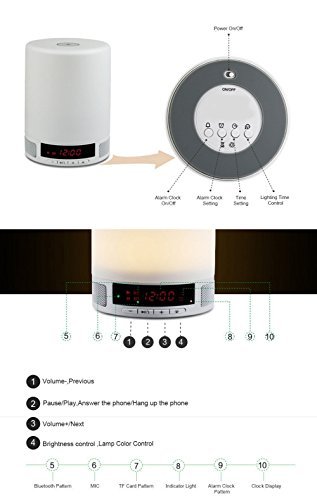 Power On/Off
ON/OFF
12:00
Alarm Clock
On/Off
Alarm Clock
Setting
Time
Setting
Lighting Time
Control
12:00
5 6 7 8 9 10
1 2 3 4
1 Volume-,Previous
2 Pause/Play,Answer the phone/Hang up the phone
3 Volume+/Next
4 Brightness control ,Lamp Color Control
5 6 7 8 9 10
Bluetooth Pattern MIC TF Card Pattern Indicator Light Alarm Clock Pattern Clock Display